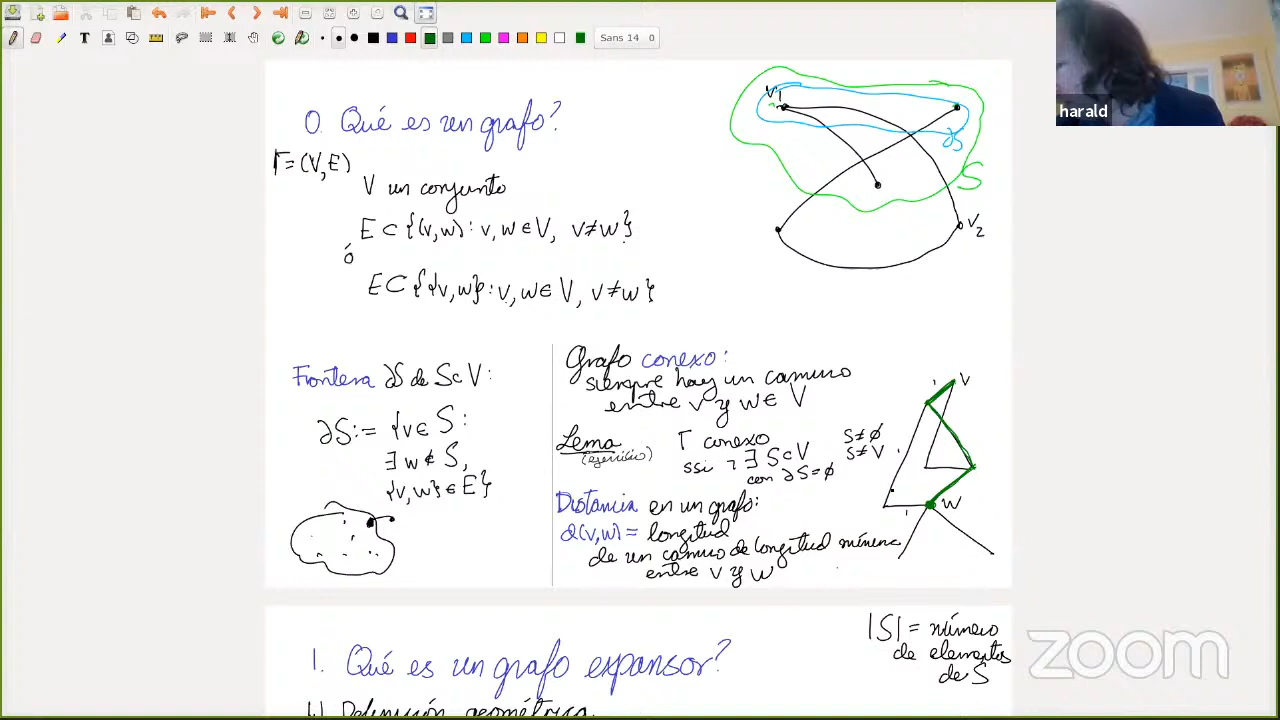 Sans 14
harald
0. Qué es un grafo?
Γ = (V, E)
V un conjunto
E ⊂ {(v,w) : v, w ∈ V, v ≠ w}
ó
E ⊂ {{v,w} : v, w ∈ V, v ≠ w}
v1
∂S
S
v2
Frontera ∂S de S⊂V:
∂S := {v ∈ S :
∃ w ∉ S,
{v,w} ∈ E}
Grafo conexo:
siempre hay un camino
entre v y w ∈ V
Lema
(ejercicio)
Γ conexo
ssi ¬ ∃ S⊂V
con ∂S = ∅
S ≠ ∅
S ≠ V
Distancia en un grafo:
d(v,w) = longitud
de un camino de longitud mínima
entre v y w
v
w
1. Qué es un grafo expansor?
|S| = número
de elementos
de S
Definición geométrica
zoom